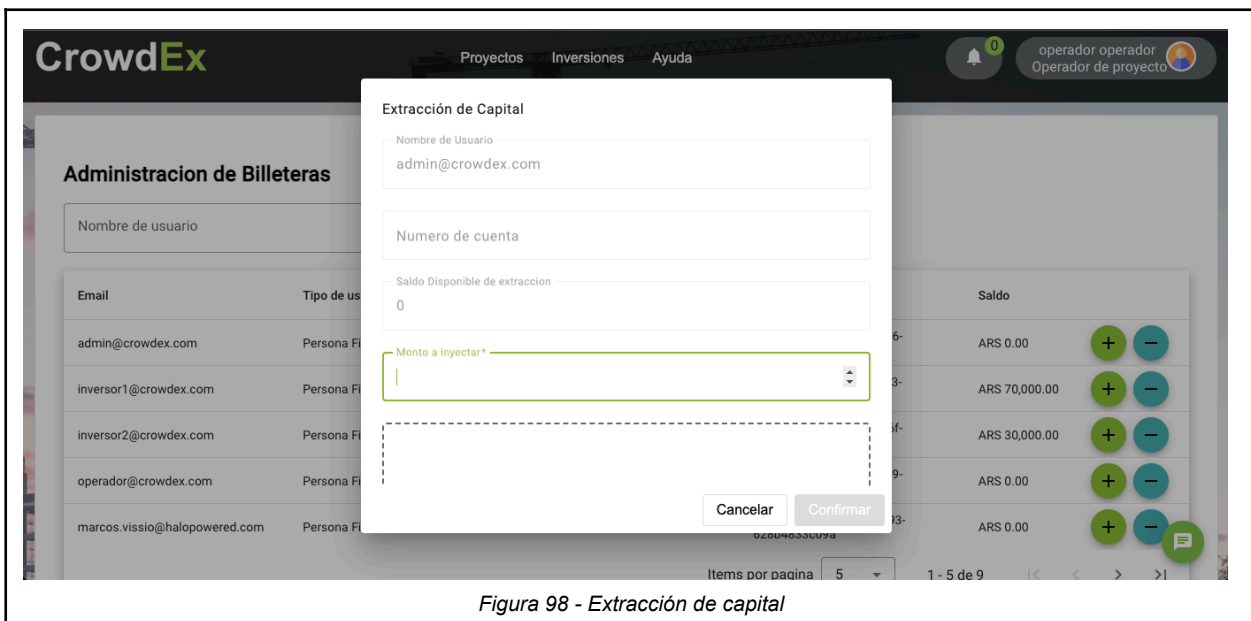 CrowdEx
Proyectos Inversiones Ayuda
0
operador operador
Operador de proyecto
Extracción de Capital
Nombre de Usuario
admin@crowdex.com
Numero de cuenta
Saldo Disponible de extraccion
0
Monto a inyectar*
Cancelar Confirmar
Administracion de Billeteras
Nombre de usuario
Email Tipo de us Saldo
admin@crowdex.com Persona Fi 6- ARS 0.00
inversor1@crowdex.com Persona Fi 3- ARS 70,000.00
inversor2@crowdex.com Persona Fi ARS 30,000.00
operador@crowdex.com Persona Fi 9- ARS 0.00
marcos.vissio@halopowered.com Persona Fi 93- ARS 0.00
628b4833c09a
Items por pagina 5 1 - 5 de 9
Figura 98 - Extracción de capital